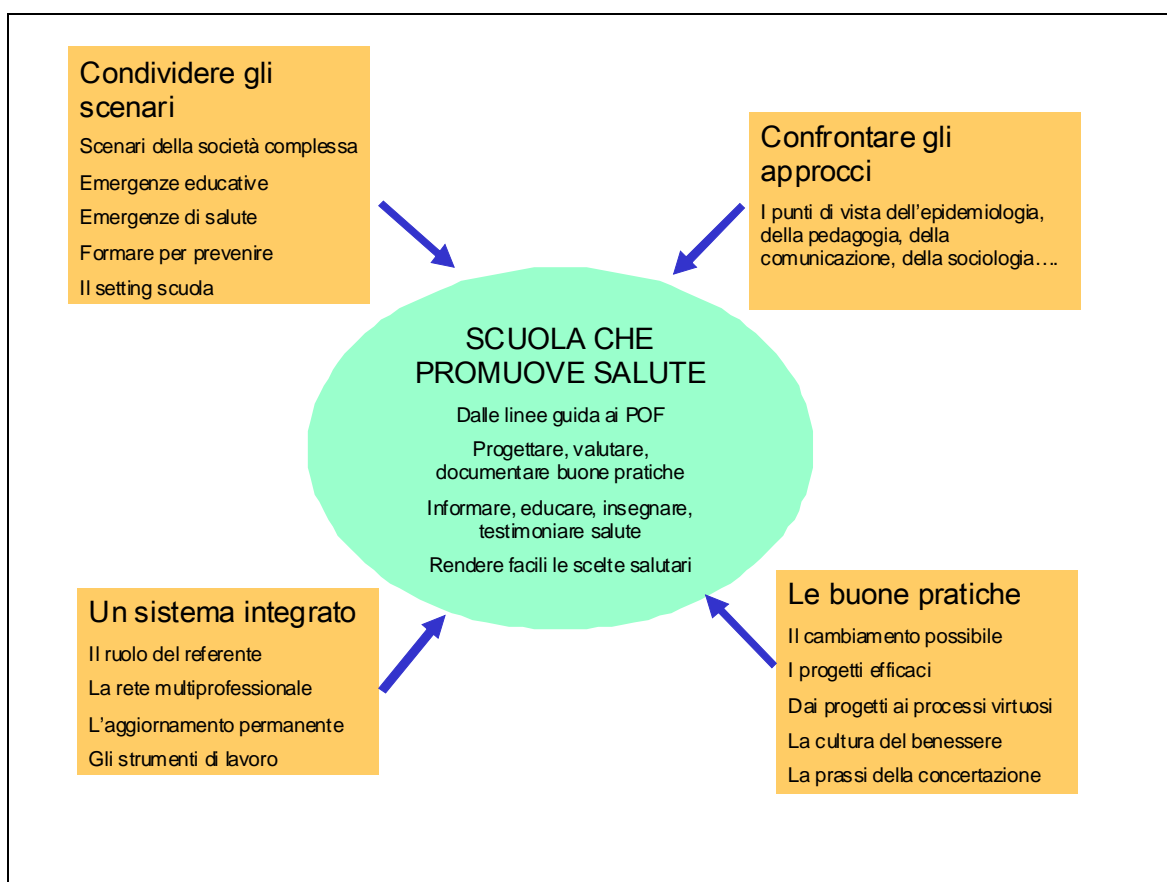 Condividere gli
scenari
Scenari della società complessa
Emergenze educative
Emergenze di salute
Formare per prevenire
Il setting scuola
Confrontare gli
approcci
I punti di vista dell'epidemiologia,
della pedagogia, della
comunicazione, della sociologia….
SCUOLA CHE
PROMUOVE SALUTE
Dalle linee guida ai POF
Progettare, valutare,
documentare buone pratiche
Informare, educare, insegnare,
testimoniare salute
Rendere facili le scelte salutari
Un sistema integrato
Il ruolo del referente
La rete multiprofessionale
L'aggiornamento permanente
Gli strumenti di lavoro
Le buone pratiche
Il cambiamento possibile
I progetti efficaci
Dai progetti ai processi virtuosi
La cultura del benessere
La prassi della concertazione